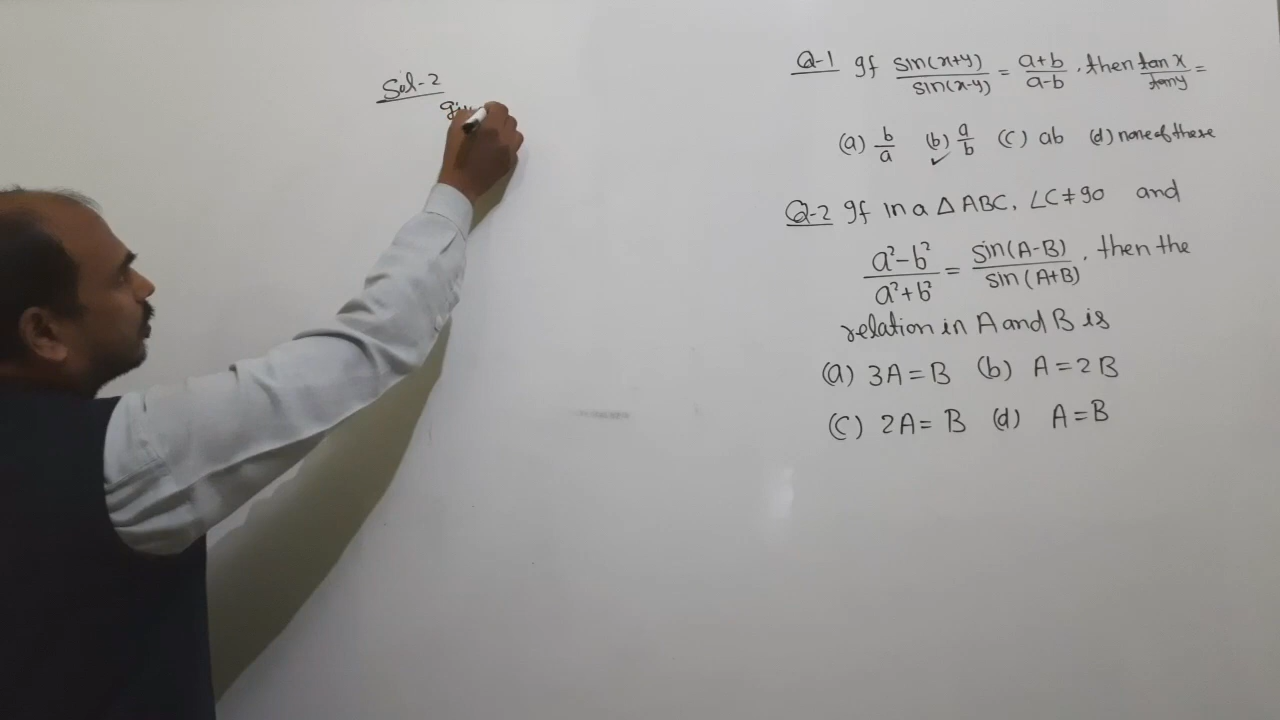 Sol-2
Q-1 If sin(x+y)/sin(x-y) = a+b/a-b . then tan x/tan y =
(a) b/a (b) a/b ✓ (c) ab (d) none of these
Q-2 If in a △ ABC, ∠C ≠ 90 and
a²-b²/a²+b² = sin(A-B)/sin(A+B) . then the
relation in A and B is
(a) 3A = B (b) A = 2B
(c) 2A = B (d) A = B